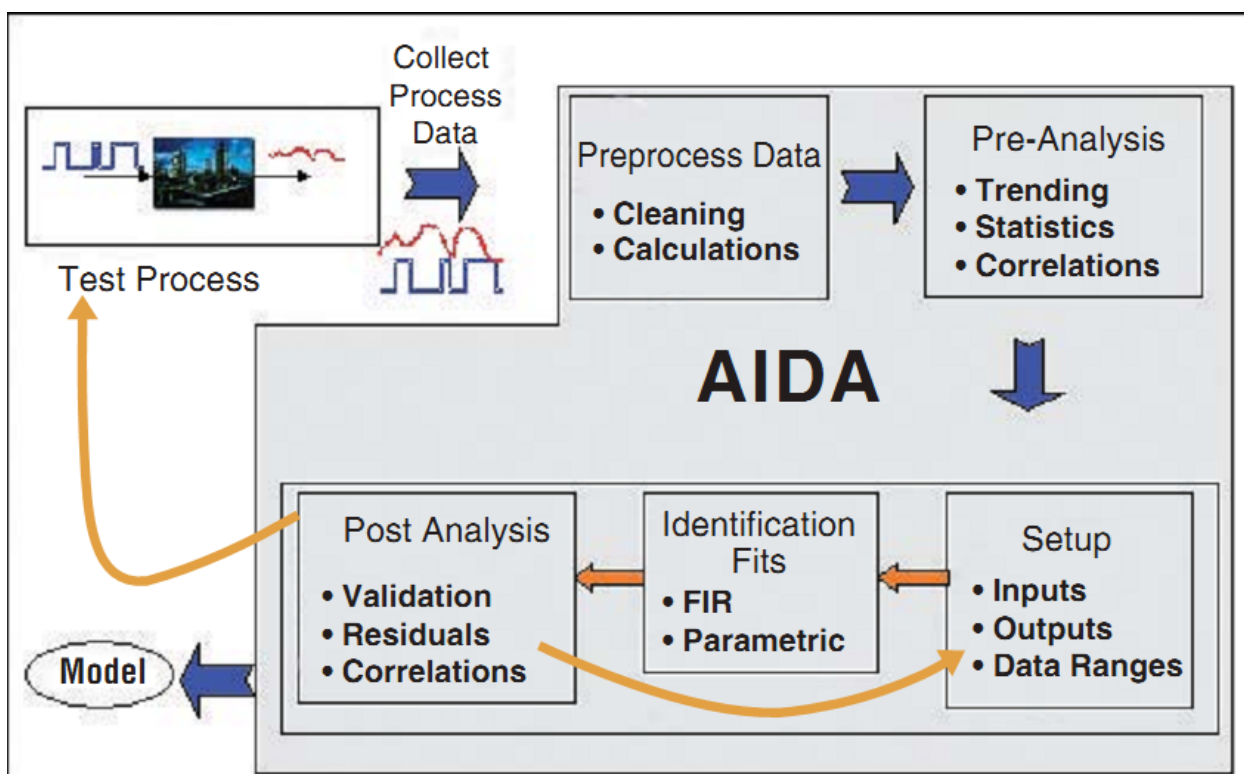 Collect
Process
Data
Test Process
Preprocess Data
• Cleaning
• Calculations
Pre-Analysis
• Trending
• Statistics
• Correlations
AIDA
Post Analysis
• Validation
• Residuals
• Correlations
Identification
Fits
• FIR
• Parametric
Setup
• Inputs
• Outputs
• Data Ranges
Model